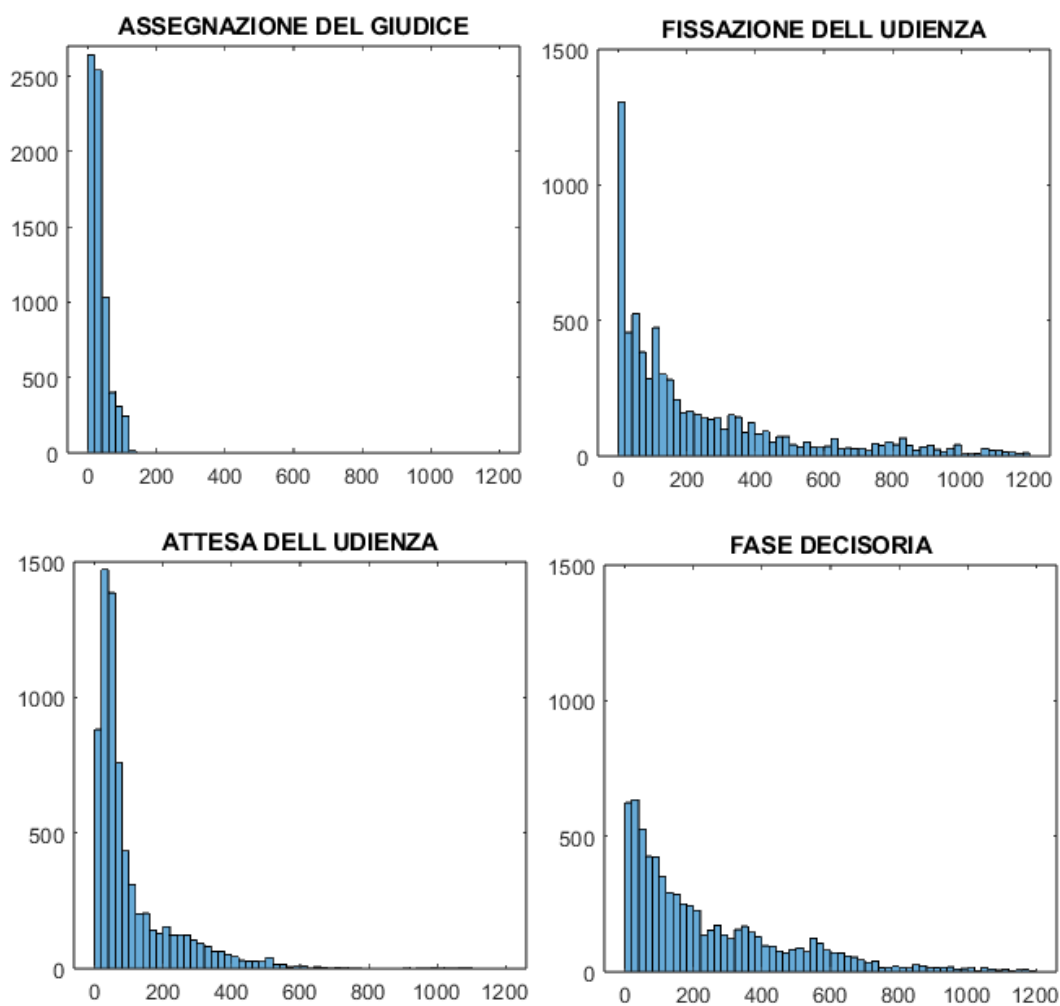 ASSEGNAZIONE DEL GIUDICE
2500
2000
1500
1000
500
0
0 200 400 600 800 1000 1200
FISSAZIONE DELL UDIENZA
1500
1000
500
0
0 200 400 600 800 1000 1200
ATTESA DELL UDIENZA
1500
1000
500
0
0 200 400 600 800 1000 1200
FASE DECISORIA
1500
1000
500
0
0 200 400 600 800 1000 1200